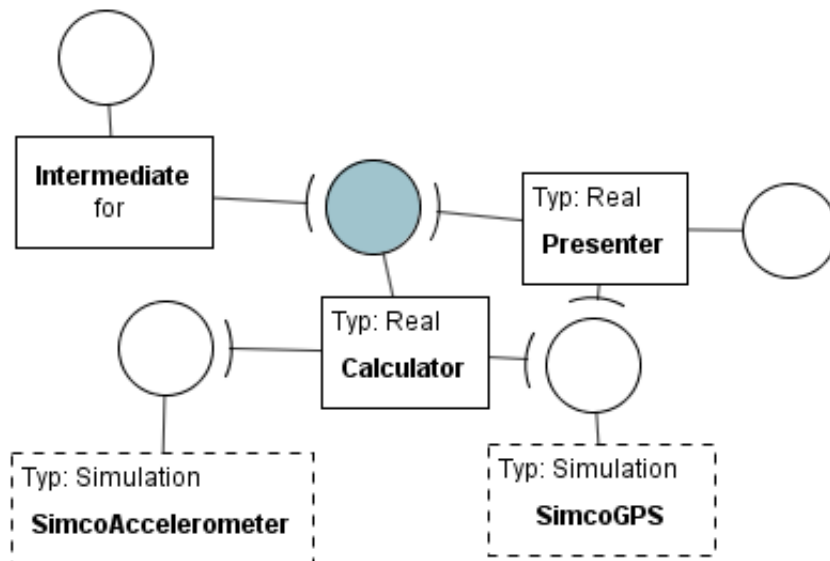 Intermediate
for
Typ: Real
Presenter
Typ: Real
Calculator
Typ: Simulation
SimcoAccelerometer
Typ: Simulation
SimcoGPS